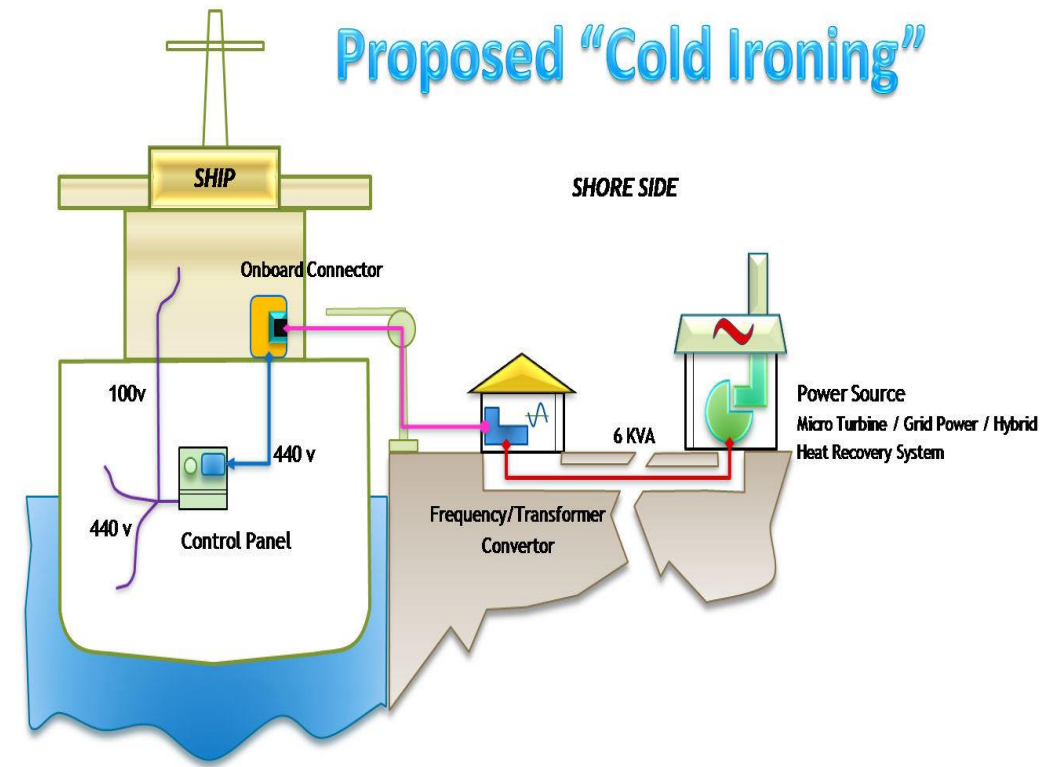 Proposed “Cold Ironing”
SHIP
SHORE SIDE
Onboard Connector
100v
440 v
440 v
Control Panel
6 KVA
Frequency/Transformer
Convertor
Power Source
Micro Turbine / Grid Power / Hybrid
Heat Recovery System